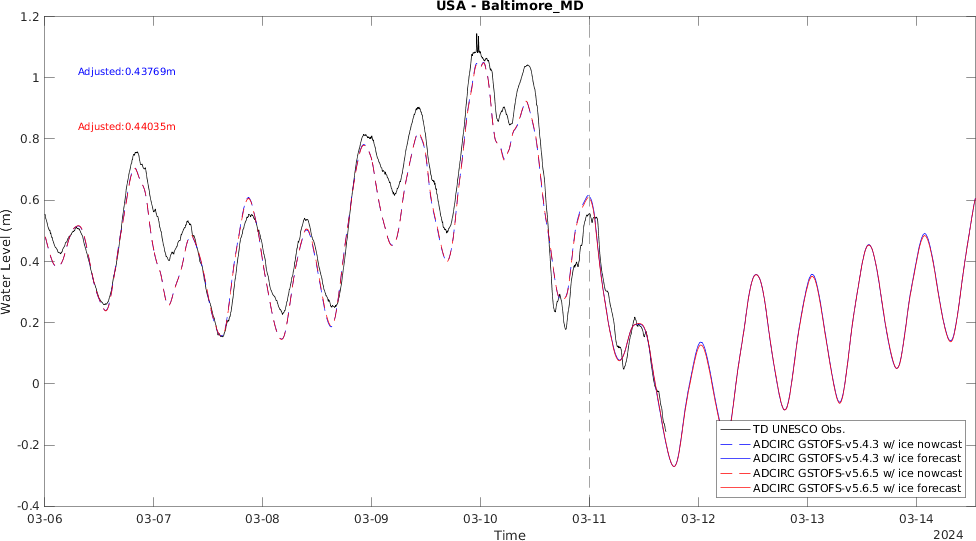 USA - Baltimore_MD
1.2
1
0.8
0.6
0.4
0.2
0
-0.2
-0.4
Water Level (m)
Adjusted:0.43769m
Adjusted:0.44035m
TD UNESCO Obs.
ADCIRC GSTOFS-v5.4.3 w/ ice nowcast
ADCIRC GSTOFS-v5.4.3 w/ ice forecast
ADCIRC GSTOFS-v5.6.5 w/ ice nowcast
ADCIRC GSTOFS-v5.6.5 w/ ice forecast
03-06 03-07 03-08 03-09 03-10 03-11 03-12 03-13 03-14
Time
2024